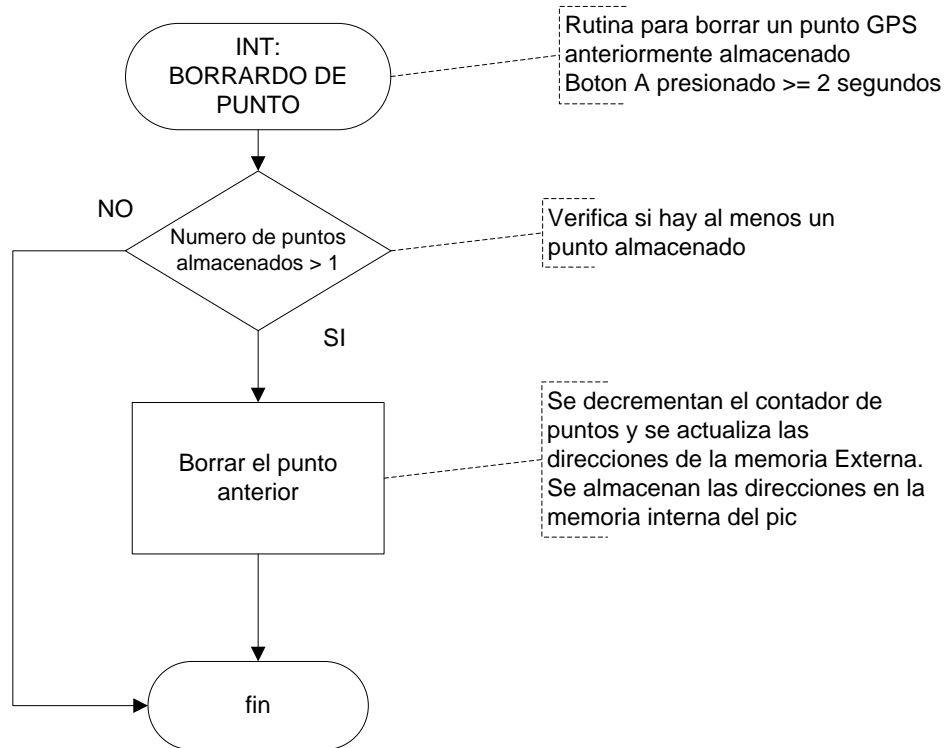 INT:
BORRARDO DE
PUNTO
Rutina para borrar un punto GPS
anteriormente almacenado
Boton A presionado >= 2 segundos
NO
Numero de puntos
almacenados > 1
Verifica si hay al menos un
punto almacenado
SI
Borrar el punto
anterior
Se decrementan el contador de
puntos y se actualiza las
direcciones de la memoria Externa.
Se almacenan las direcciones en la
memoria interna del pic
fin